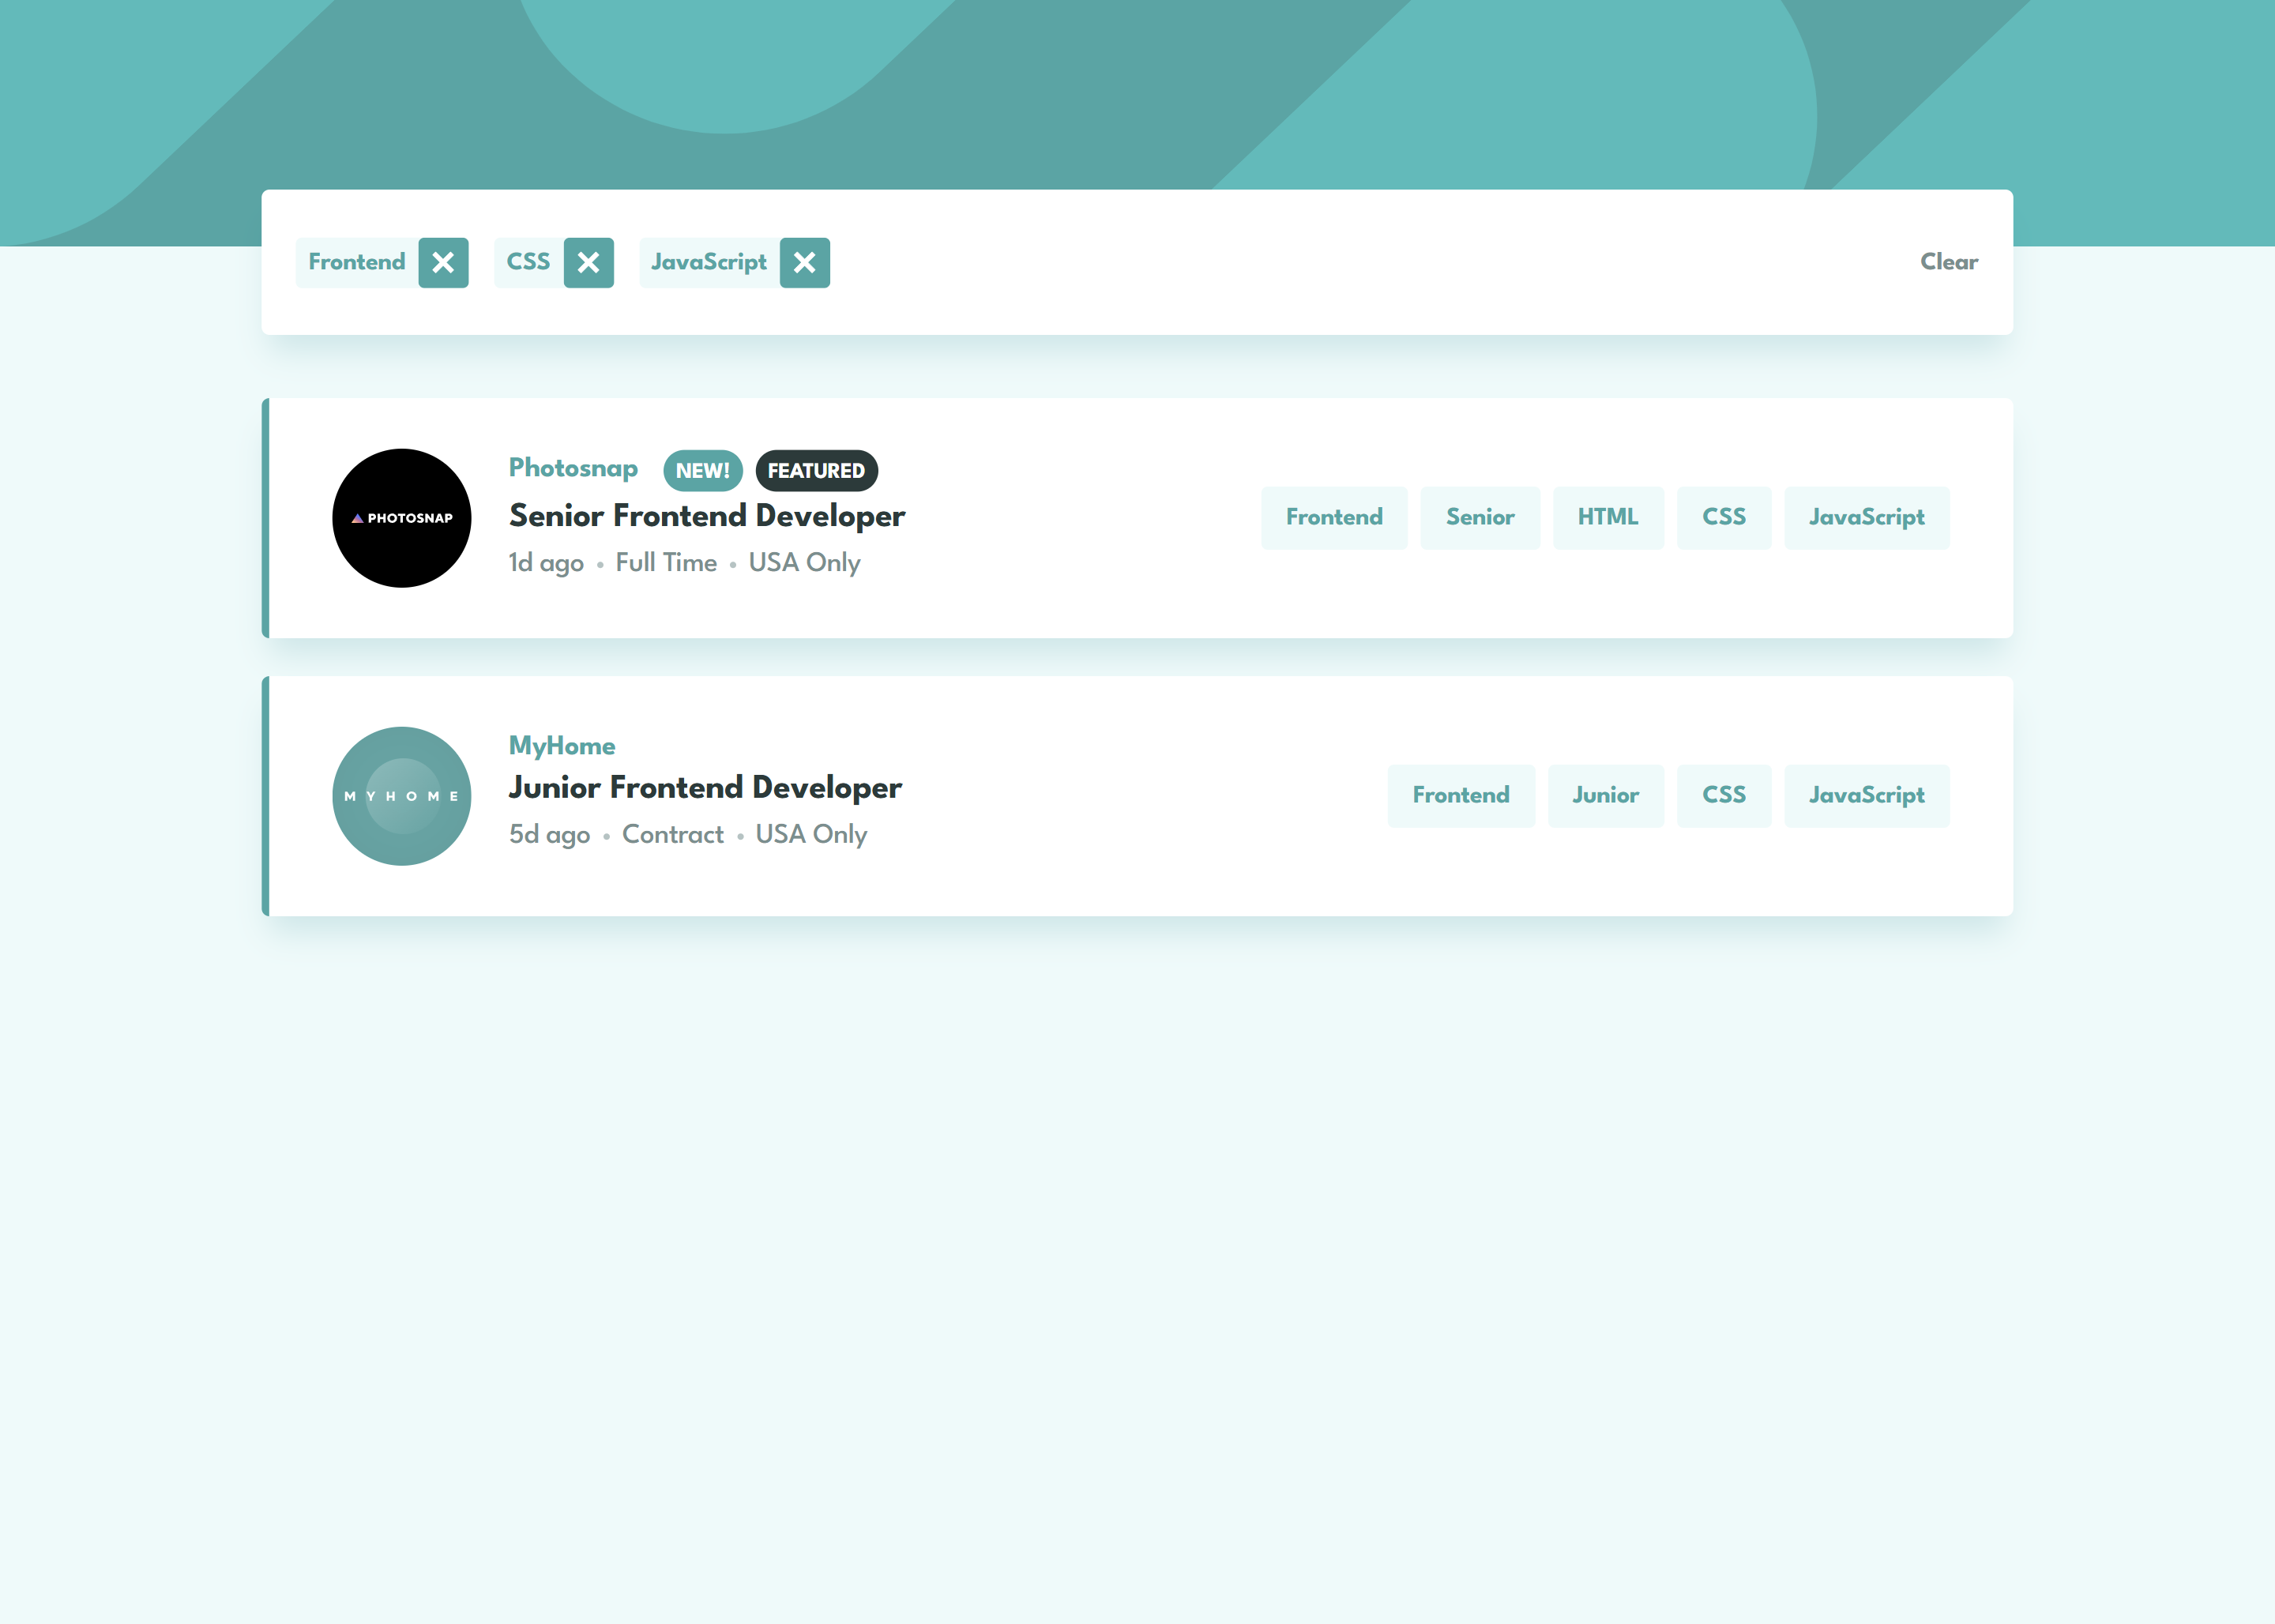 Frontend CSS JavaScript Clear
PHOTOSNAP
Photosnap NEW! FEATURED
Senior Frontend Developer
1d ago • Full Time • USA Only
Frontend Senior HTML CSS JavaScript
MYHOME
MyHome
Junior Frontend Developer
5d ago • Contract • USA Only
Frontend Junior CSS JavaScript